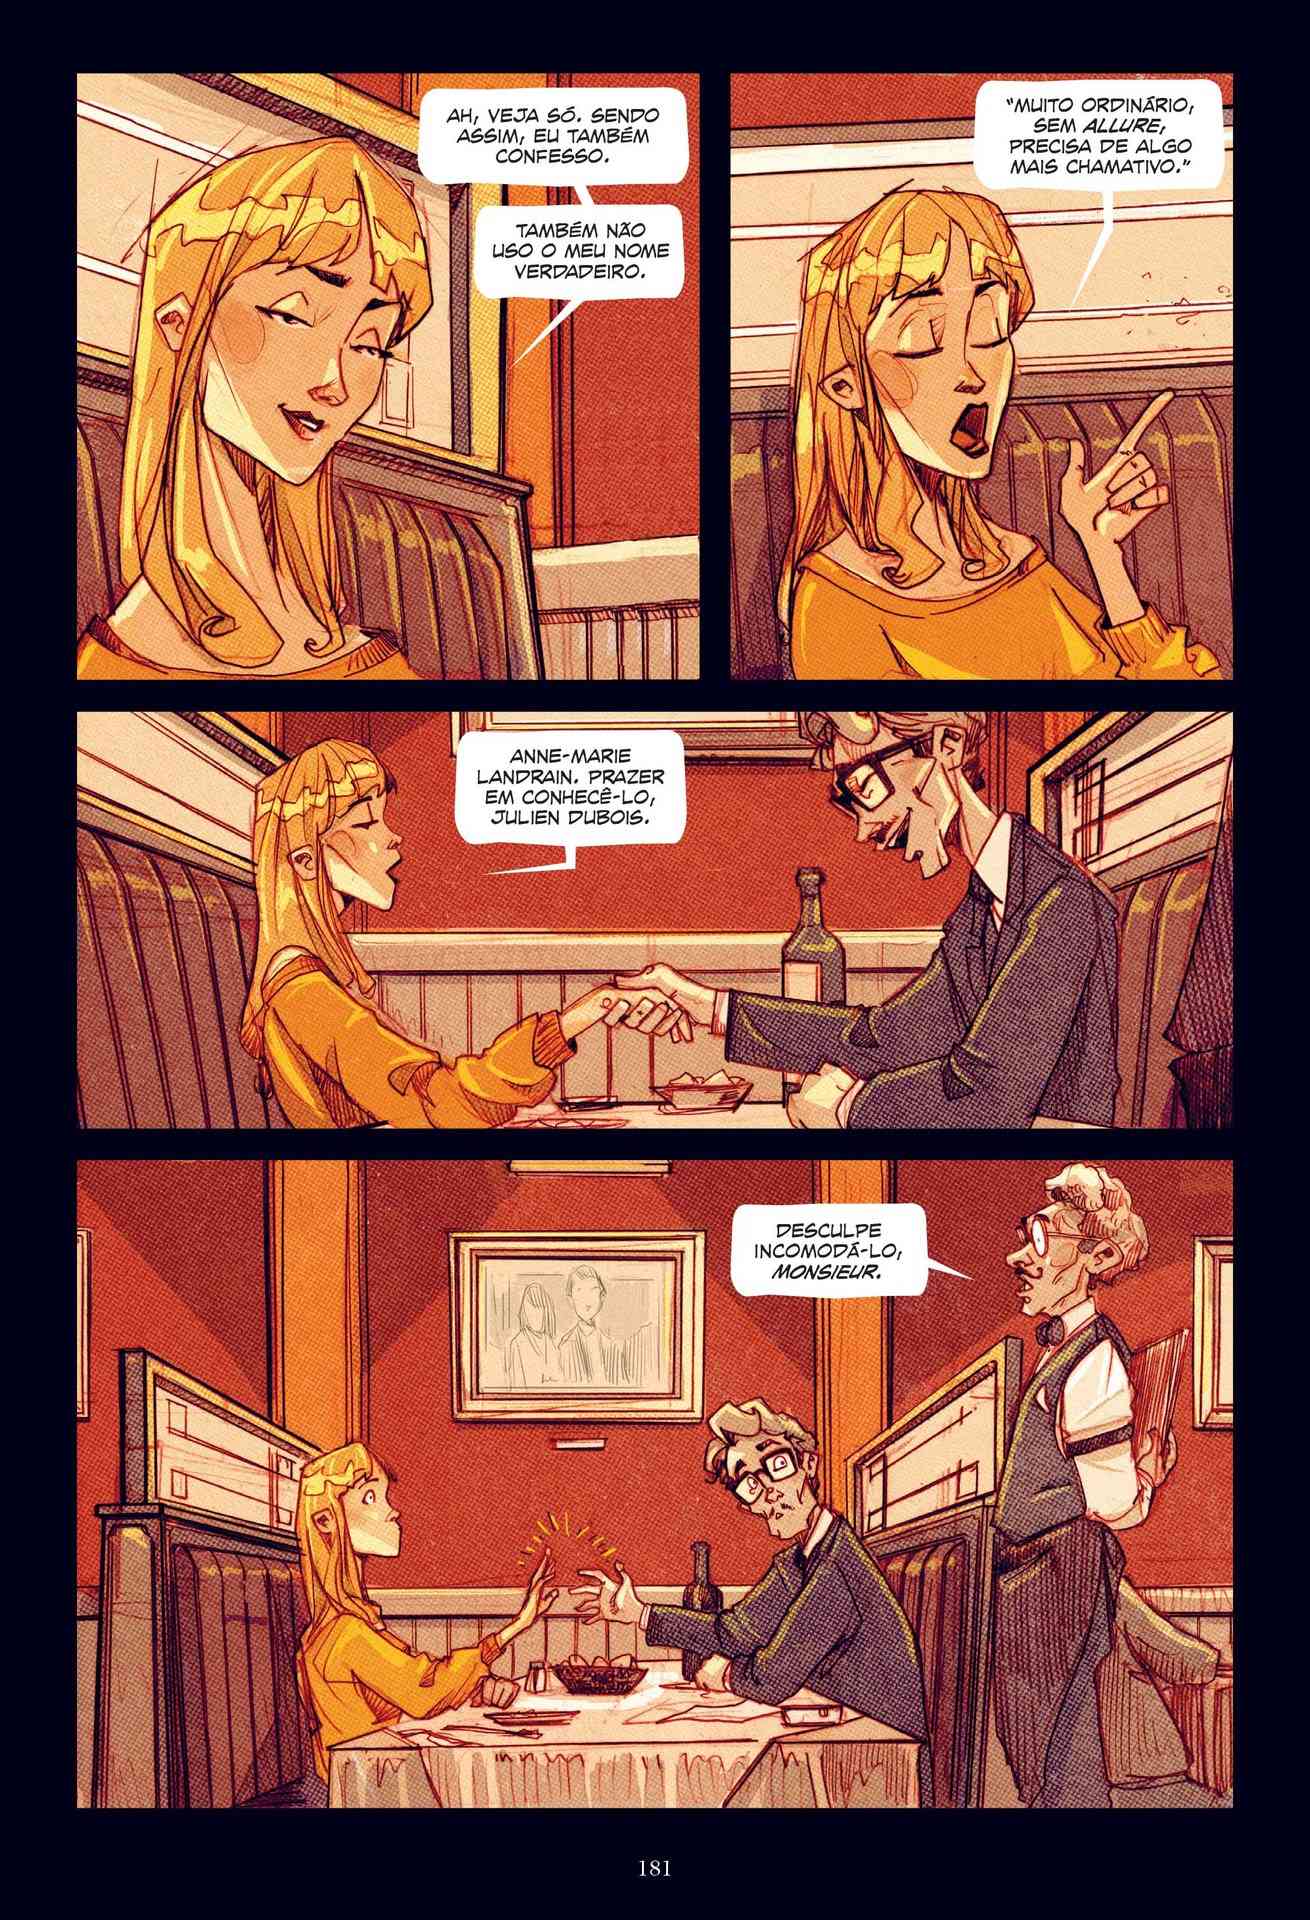 AH, VEJA SÓ. SENDO
ASSIM, EU TAMBÉM
CONFESSO.
TAMBÉM NÃO
USO O MEU NOME
VERDADEIRO.
"MUITO ORDINÁRIO,
SEM ALLURE,
PRECISA DE ALGO
MAIS CHAMATIVO."
ANNE-MARIE
LANDRAIN. PRAZER
EM CONHECÊ-LO,
JULIEN DUBOIS.
DESCULPE
INCOMODÁ-LO,
MONSIEUR.
181